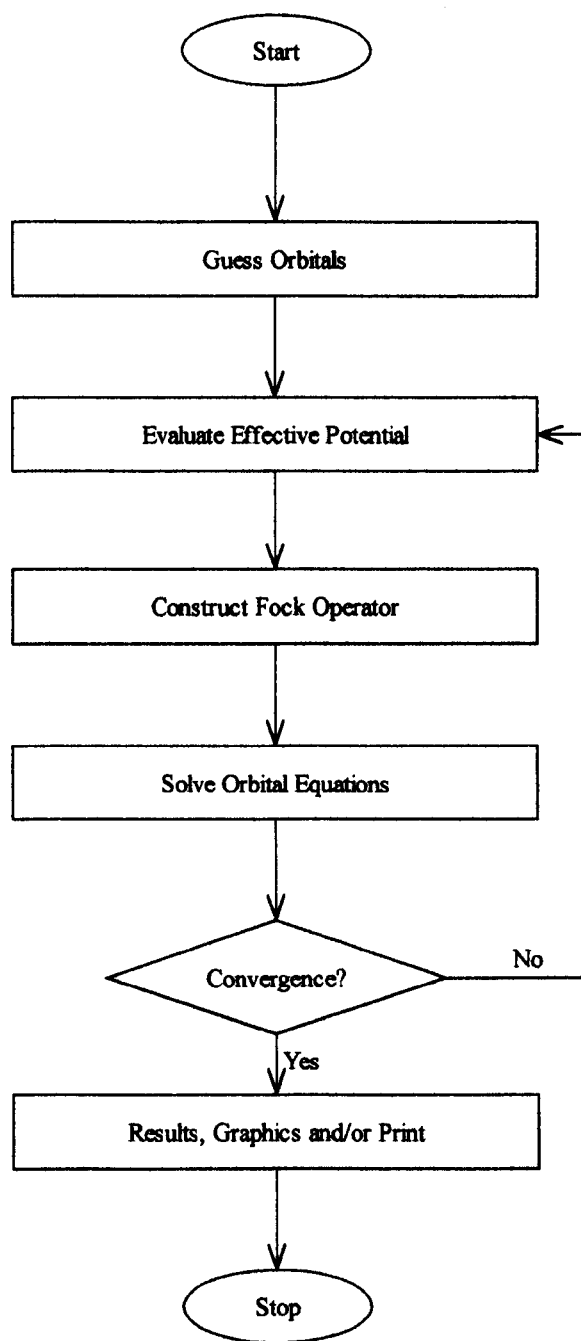 Start
Guess Orbitals
Evaluate Effective Potential
Construct Fock Operator
Solve Orbital Equations
Convergence?
No
Yes
Results, Graphics and/or Print
Stop